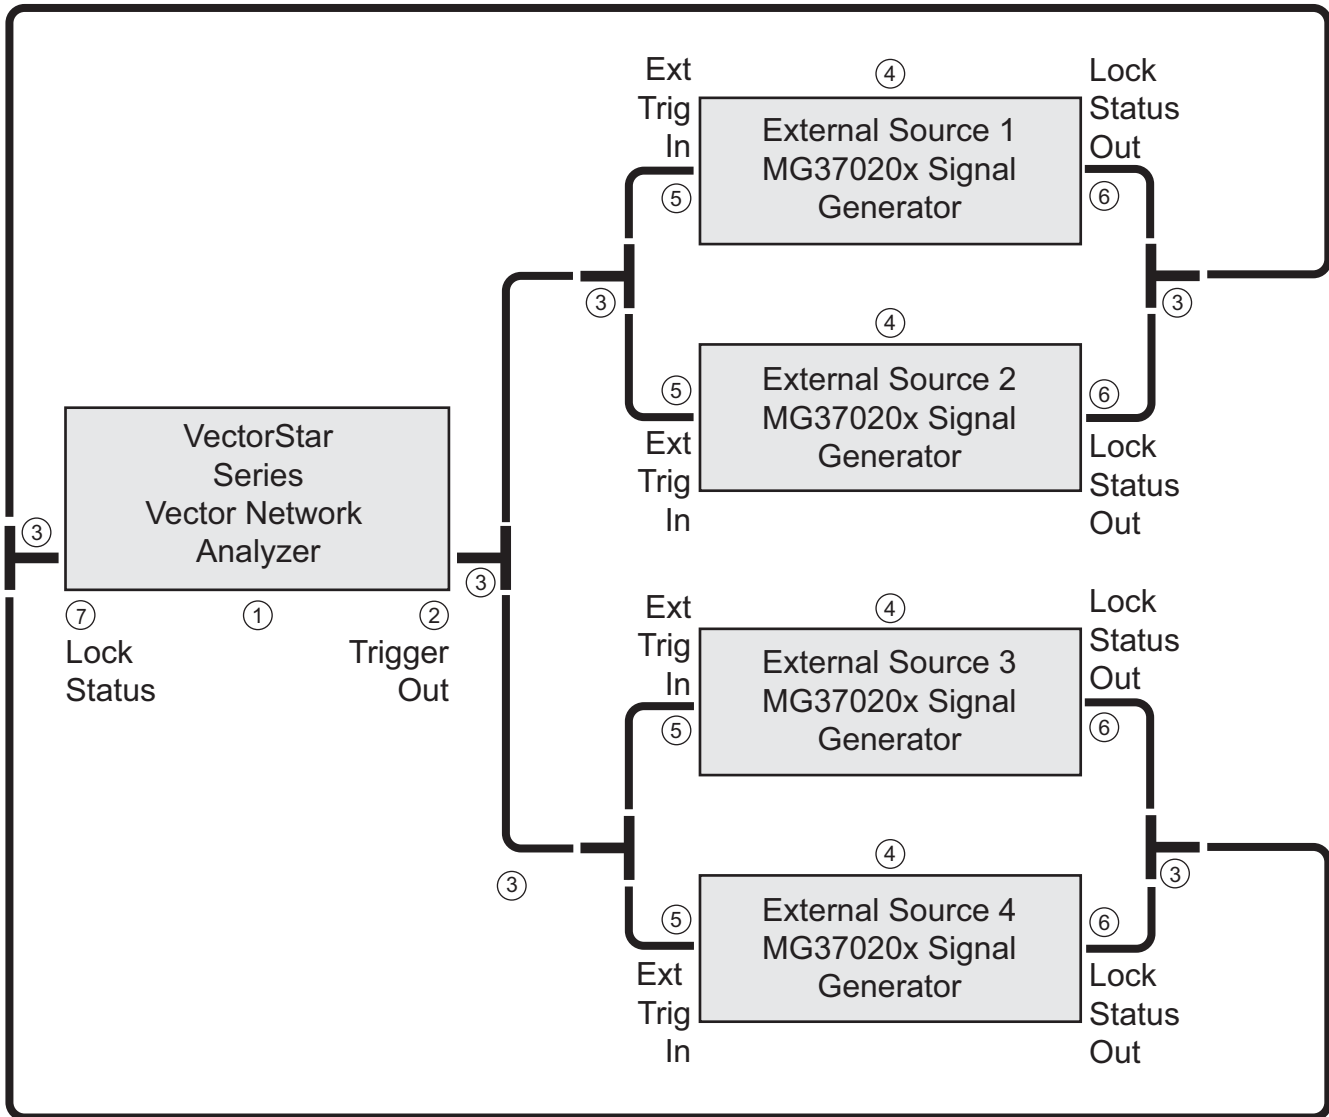 ④
Ext
Trig
In
Lock
Status
Out
External Source 1
MG37020x Signal
Generator
⑤
⑥
③
③
④
External Source 2
MG37020x Signal
Generator
⑤
⑥
Ext
Trig
In
Lock
Status
Out
VectorStar
Series
Vector Network
Analyzer
③
③
⑦
①
②
Lock
Status
Trigger
Out
④
Ext
Trig
In
Lock
Status
Out
External Source 3
MG37020x Signal
Generator
⑤
⑥
③
③
④
External Source 4
MG37020x Signal
Generator
⑤
⑥
Ext
Trig
In
Lock
Status
Out